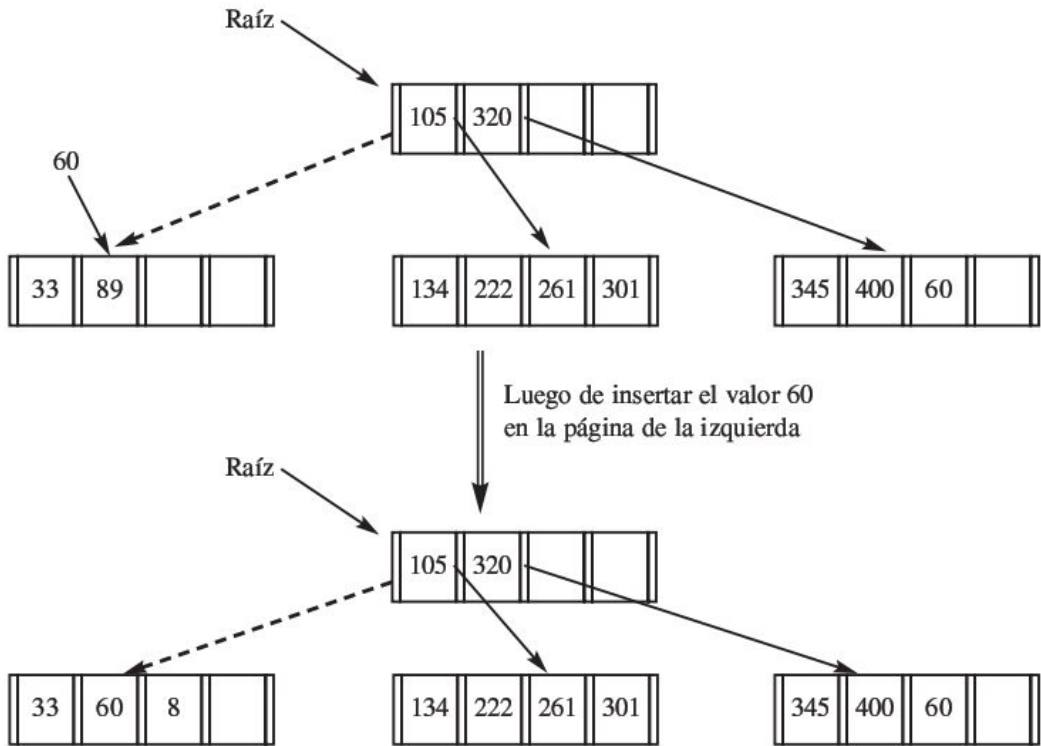 Raíz
105 320
60
33 89
134 222 261 301
345 400 60
Luego de insertar el valor 60
en la página de la izquierda
Raíz
105 320
33 60 8
134 222 261 301
345 400 60